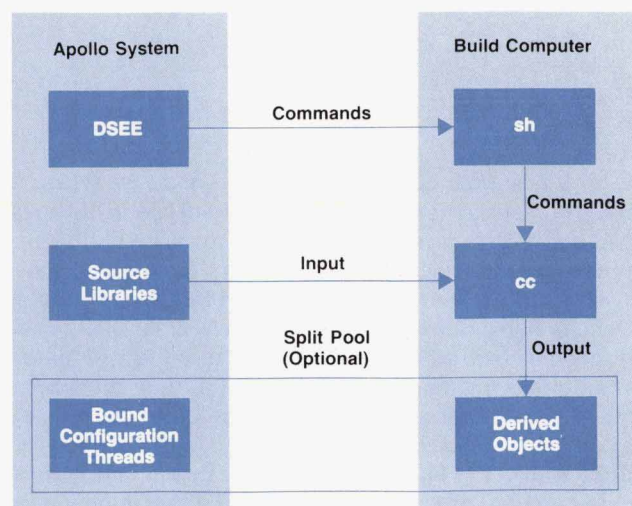 Apollo System
Build Computer
DSEE
Commands
sh
Commands
Source
Libraries
Input
cc
Split Pool
(Optional)
Output
Bound
Configuration
Threads
Derived
Objects